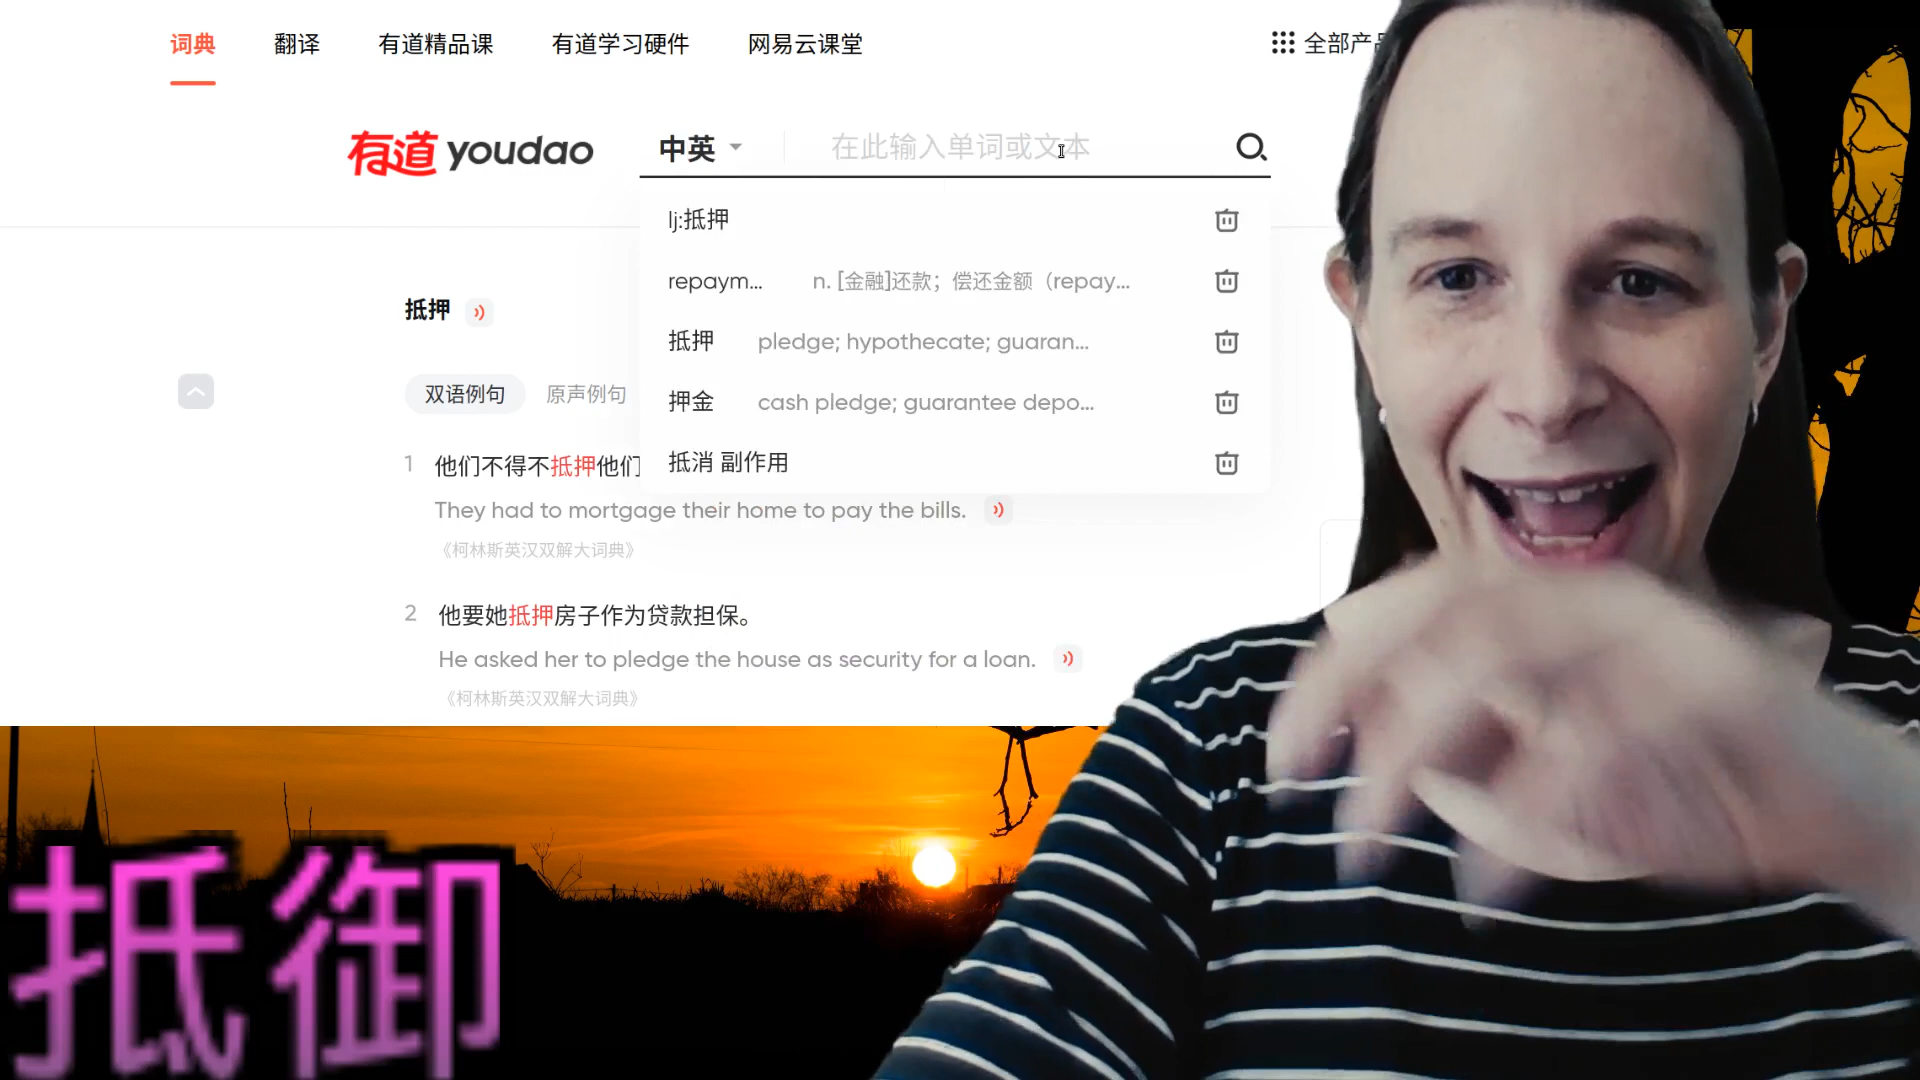 词典 翻译 有道精品课 有道学习硬件 网易云课堂 全部产品
有道 youdao 中英 在此输入单词或文本
lj:抵押
repaym... n. [金融]还款；偿还金额（repay...
抵押 pledge; hypothecate; guaran...
押金 cash pledge; guarantee depo...
抵消 副作用
抵押
双语例句 原声例句
1 他们不得不抵押他们
They had to mortgage their home to pay the bills.
《柯林斯英汉双解大词典》
2 他要她抵押房子作为贷款担保。
He asked her to pledge the house as security for a loan.
《柯林斯英汉双解大词典》
抵御